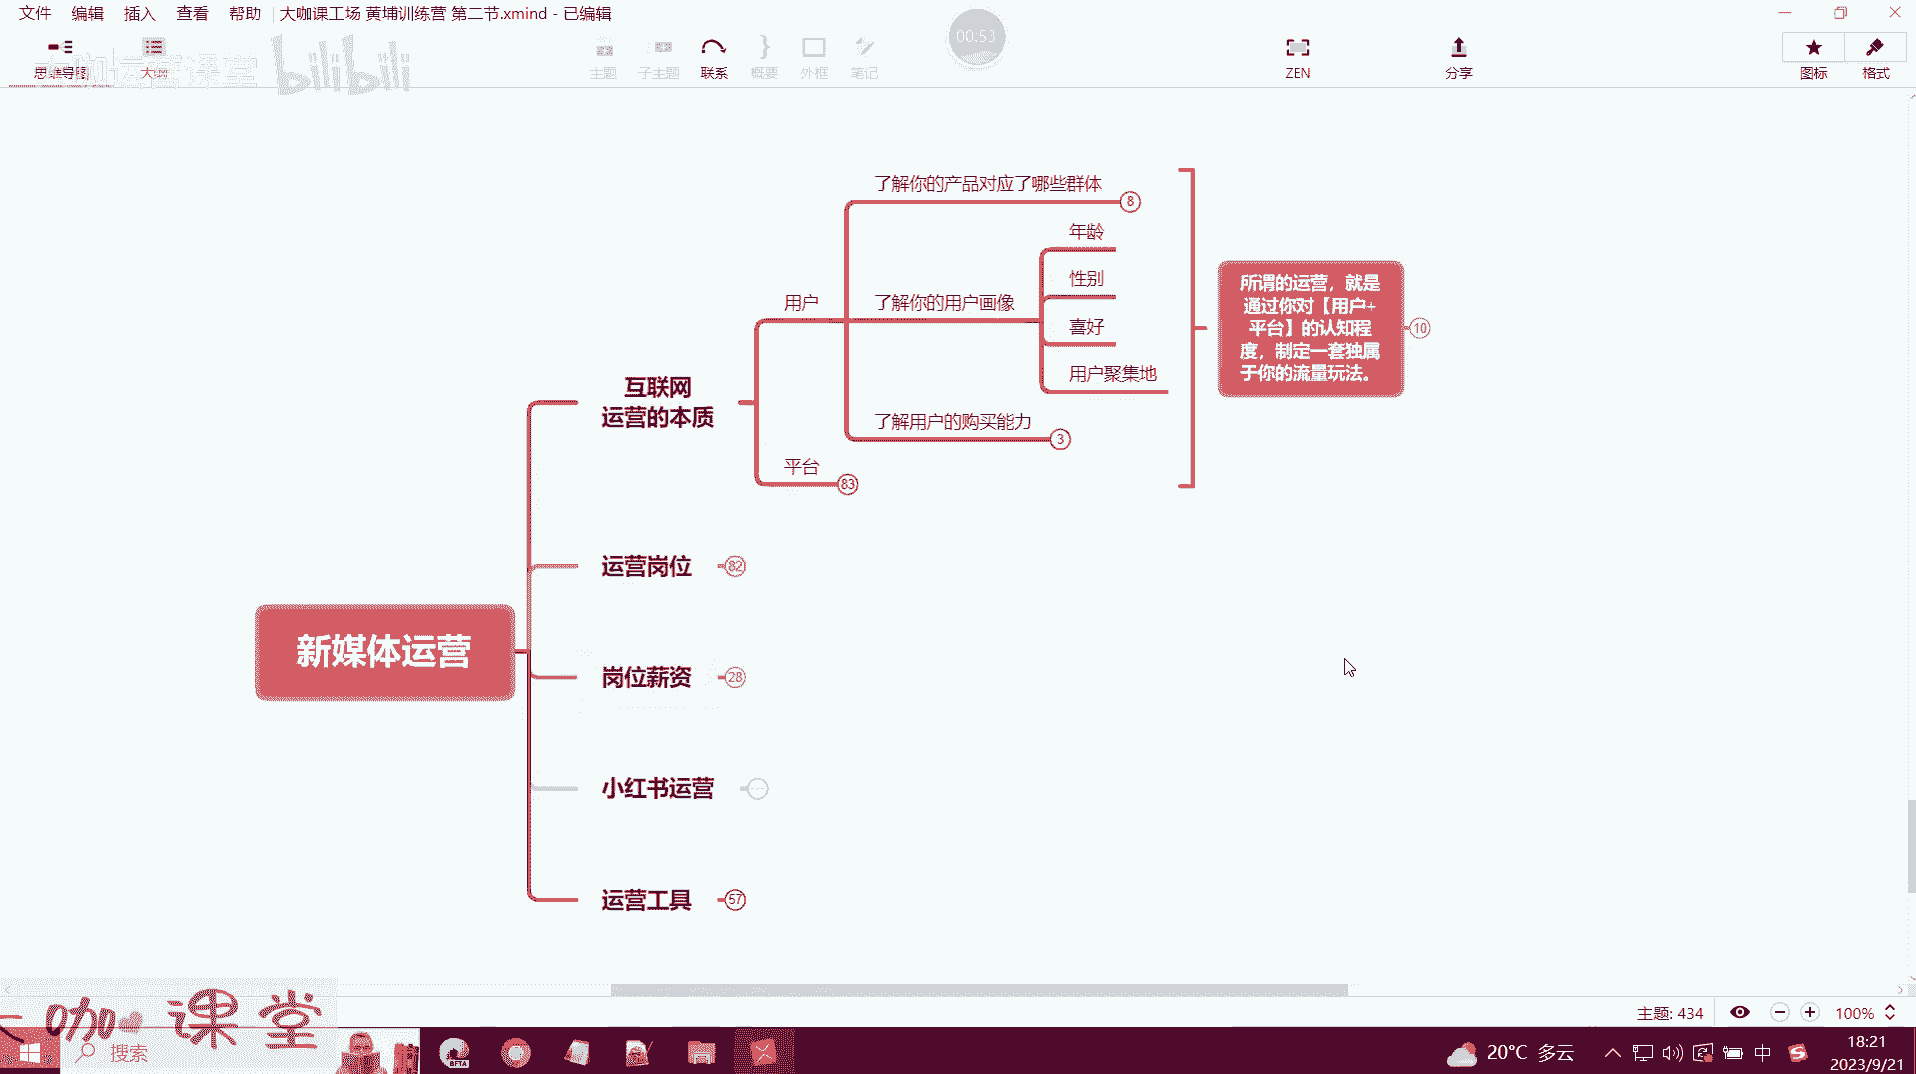 文件 编辑 插入 查看 帮助 大咖课工场 黄埔训练营 第二节.xmind - 已编辑
思维导图 大纲 主题 子主题 联系 概要 外框 笔记 00:53 ZEN 分享 图标 格式
大咖运营课堂 bilibili
了解你的产品对应了哪些群体
8
年龄
性别
用户
了解你的用户画像
喜好
用户聚集地
了解用户的购买能力
3
平台
83
所谓的运营，就是
通过你对【用户+
平台】的认知程
度，制定一套独属
于你的流量玩法。
10
互联网
运营的本质
运营岗位
82
新媒体运营
岗位薪资
28
小红书运营
运营工具
57
主题: 434
100%
咖 课 堂
搜索
BETA
20°C 多云
中
18:21
2023/9/21